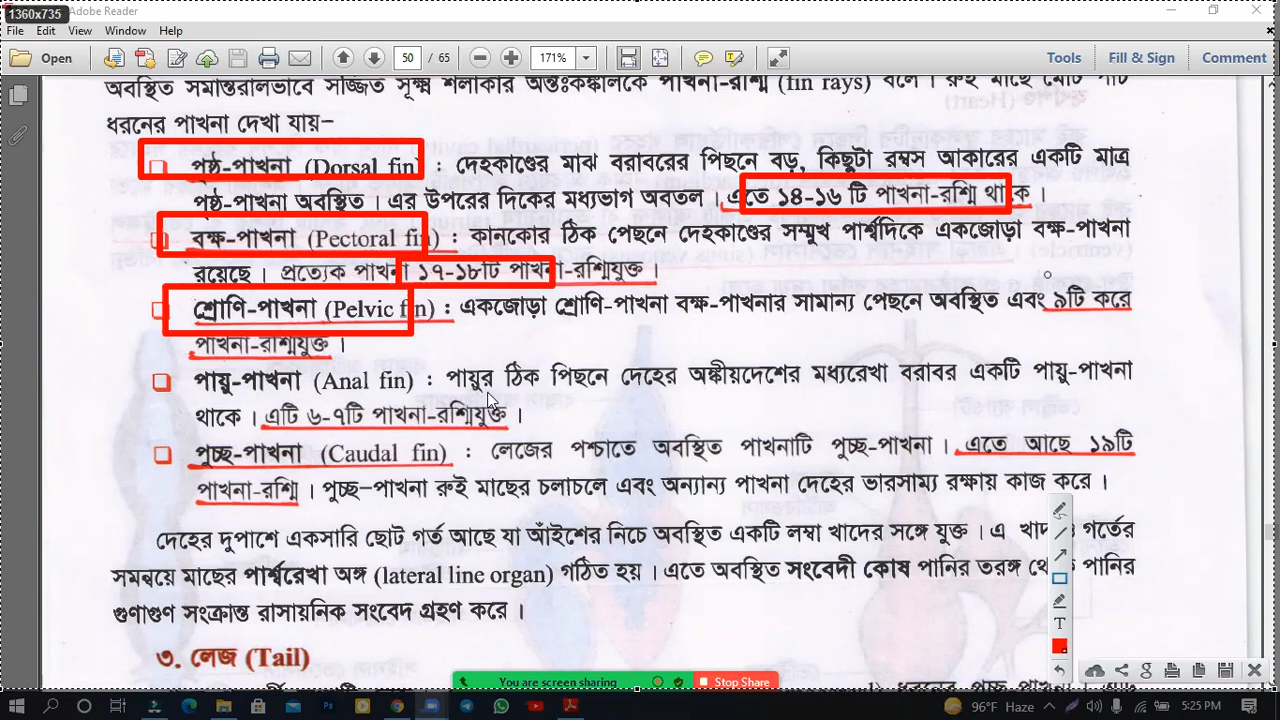 1360x735
Adobe Reader
File Edit View Window Help
Open 50 / 65 171% Tools Fill & Sign Comment
অবস্থিত সমান্তরালভাবে সজ্জিত সূক্ষ্ম শলাকার অন্তঃকঙ্কালকে পাখনা-রশ্মি (fin rays) বলে। রুই মাছে মোট পাঁচ
ধরনের পাখনা দেখা যায়–
পৃষ্ঠ-পাখনা (Dorsal fin) : দেহকাণ্ডের মাঝ বরাবরের পিছনে বড়, কিছুটা রম্বস আকারের একটি মাত্র
পৃষ্ঠ-পাখনা অবস্থিত। এর উপরের দিকের মধ্যভাগ অবতল। এতে ১৪-১৬ টি পাখনা-রশ্মি থাকে।
বক্ষ-পাখনা (Pectoral fin) : কানকোর ঠিক পেছনে দেহকাণ্ডের সম্মুখ পার্শ্বদিকে একজোড়া বক্ষ-পাখনা
রয়েছে। প্রত্যেক পাখনা ১৭-১৮টি পাখনা-রশ্মিযুক্ত।
শ্রোণি-পাখনা (Pelvic fin) : একজোড়া শ্রোণি-পাখনা বক্ষ-পাখনার সামান্য পেছনে অবস্থিত এবং ৯টি করে
পাখনা-রশ্মিযুক্ত।
পায়ু-পাখনা (Anal fin) : পায়ুর ঠিক পিছনে দেহের অঙ্কীয়দেশের মধ্যরেখা বরাবর একটি পায়ু-পাখনা
থাকে। এটি ৬-৭টি পাখনা-রশ্মিযুক্ত।
পুচ্ছ-পাখনা (Caudal fin) : লেজের পশ্চাতে অবস্থিত পাখনাটি পুচ্ছ-পাখনা। এতে আছে ১৯টি
পাখনা-রশ্মি। পুচ্ছ–পাখনা রুই মাছের চলাচলে এবং অন্যান্য পাখনা দেহের ভারসাম্য রক্ষায় কাজ করে।
দেহের দুপাশে একসারি ছোট গর্ত আছে যা আঁইশের নিচে অবস্থিত একটি লম্বা খাদের সঙ্গে যুক্ত। এ খাদ গর্তের
সমন্বয়ে মাছের পার্শ্বরেখা অঙ্গ (lateral line organ) গঠিত হয়। এতে অবস্থিত সংবেদী কোষ পানির তরঙ্গ থেকে পানির
গুণাগুণ সংক্রান্ত রাসায়নিক সংবেদ গ্রহণ করে।
৩. লেজ (Tail)
You are screen sharing Stop Share
96°F Haze 5:25 PM